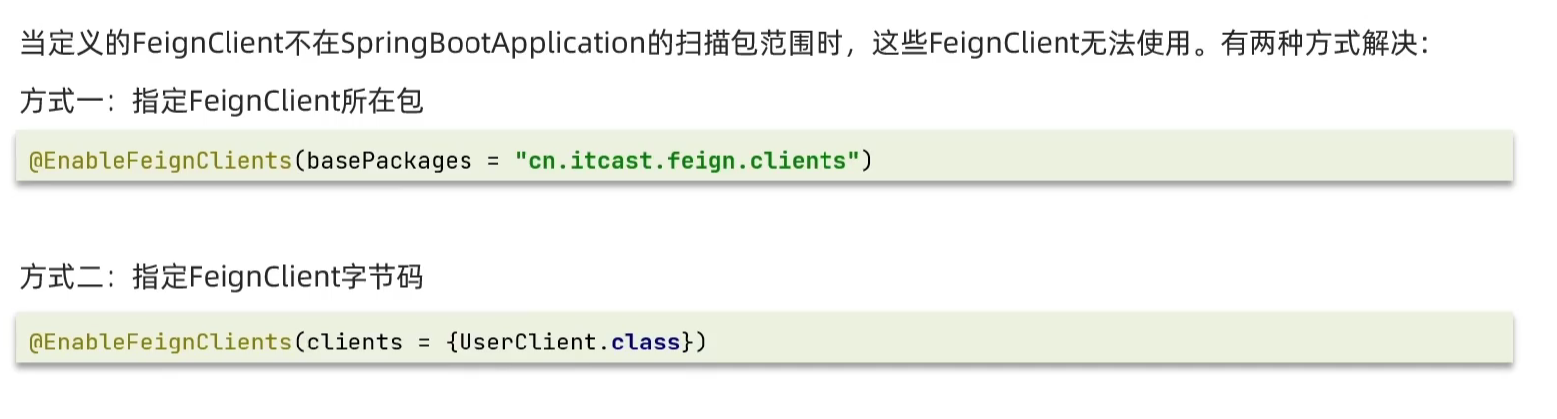 当定义的FeignClient不在SpringBootApplication的扫描包范围时，这些FeignClient无法使用。有两种方式解决：
方式一：指定FeignClient所在包
@EnableFeignClients(basePackages = "cn.itcast.feign.clients")
方式二：指定FeignClient字节码
@EnableFeignClients(clients = {UserClient.class})